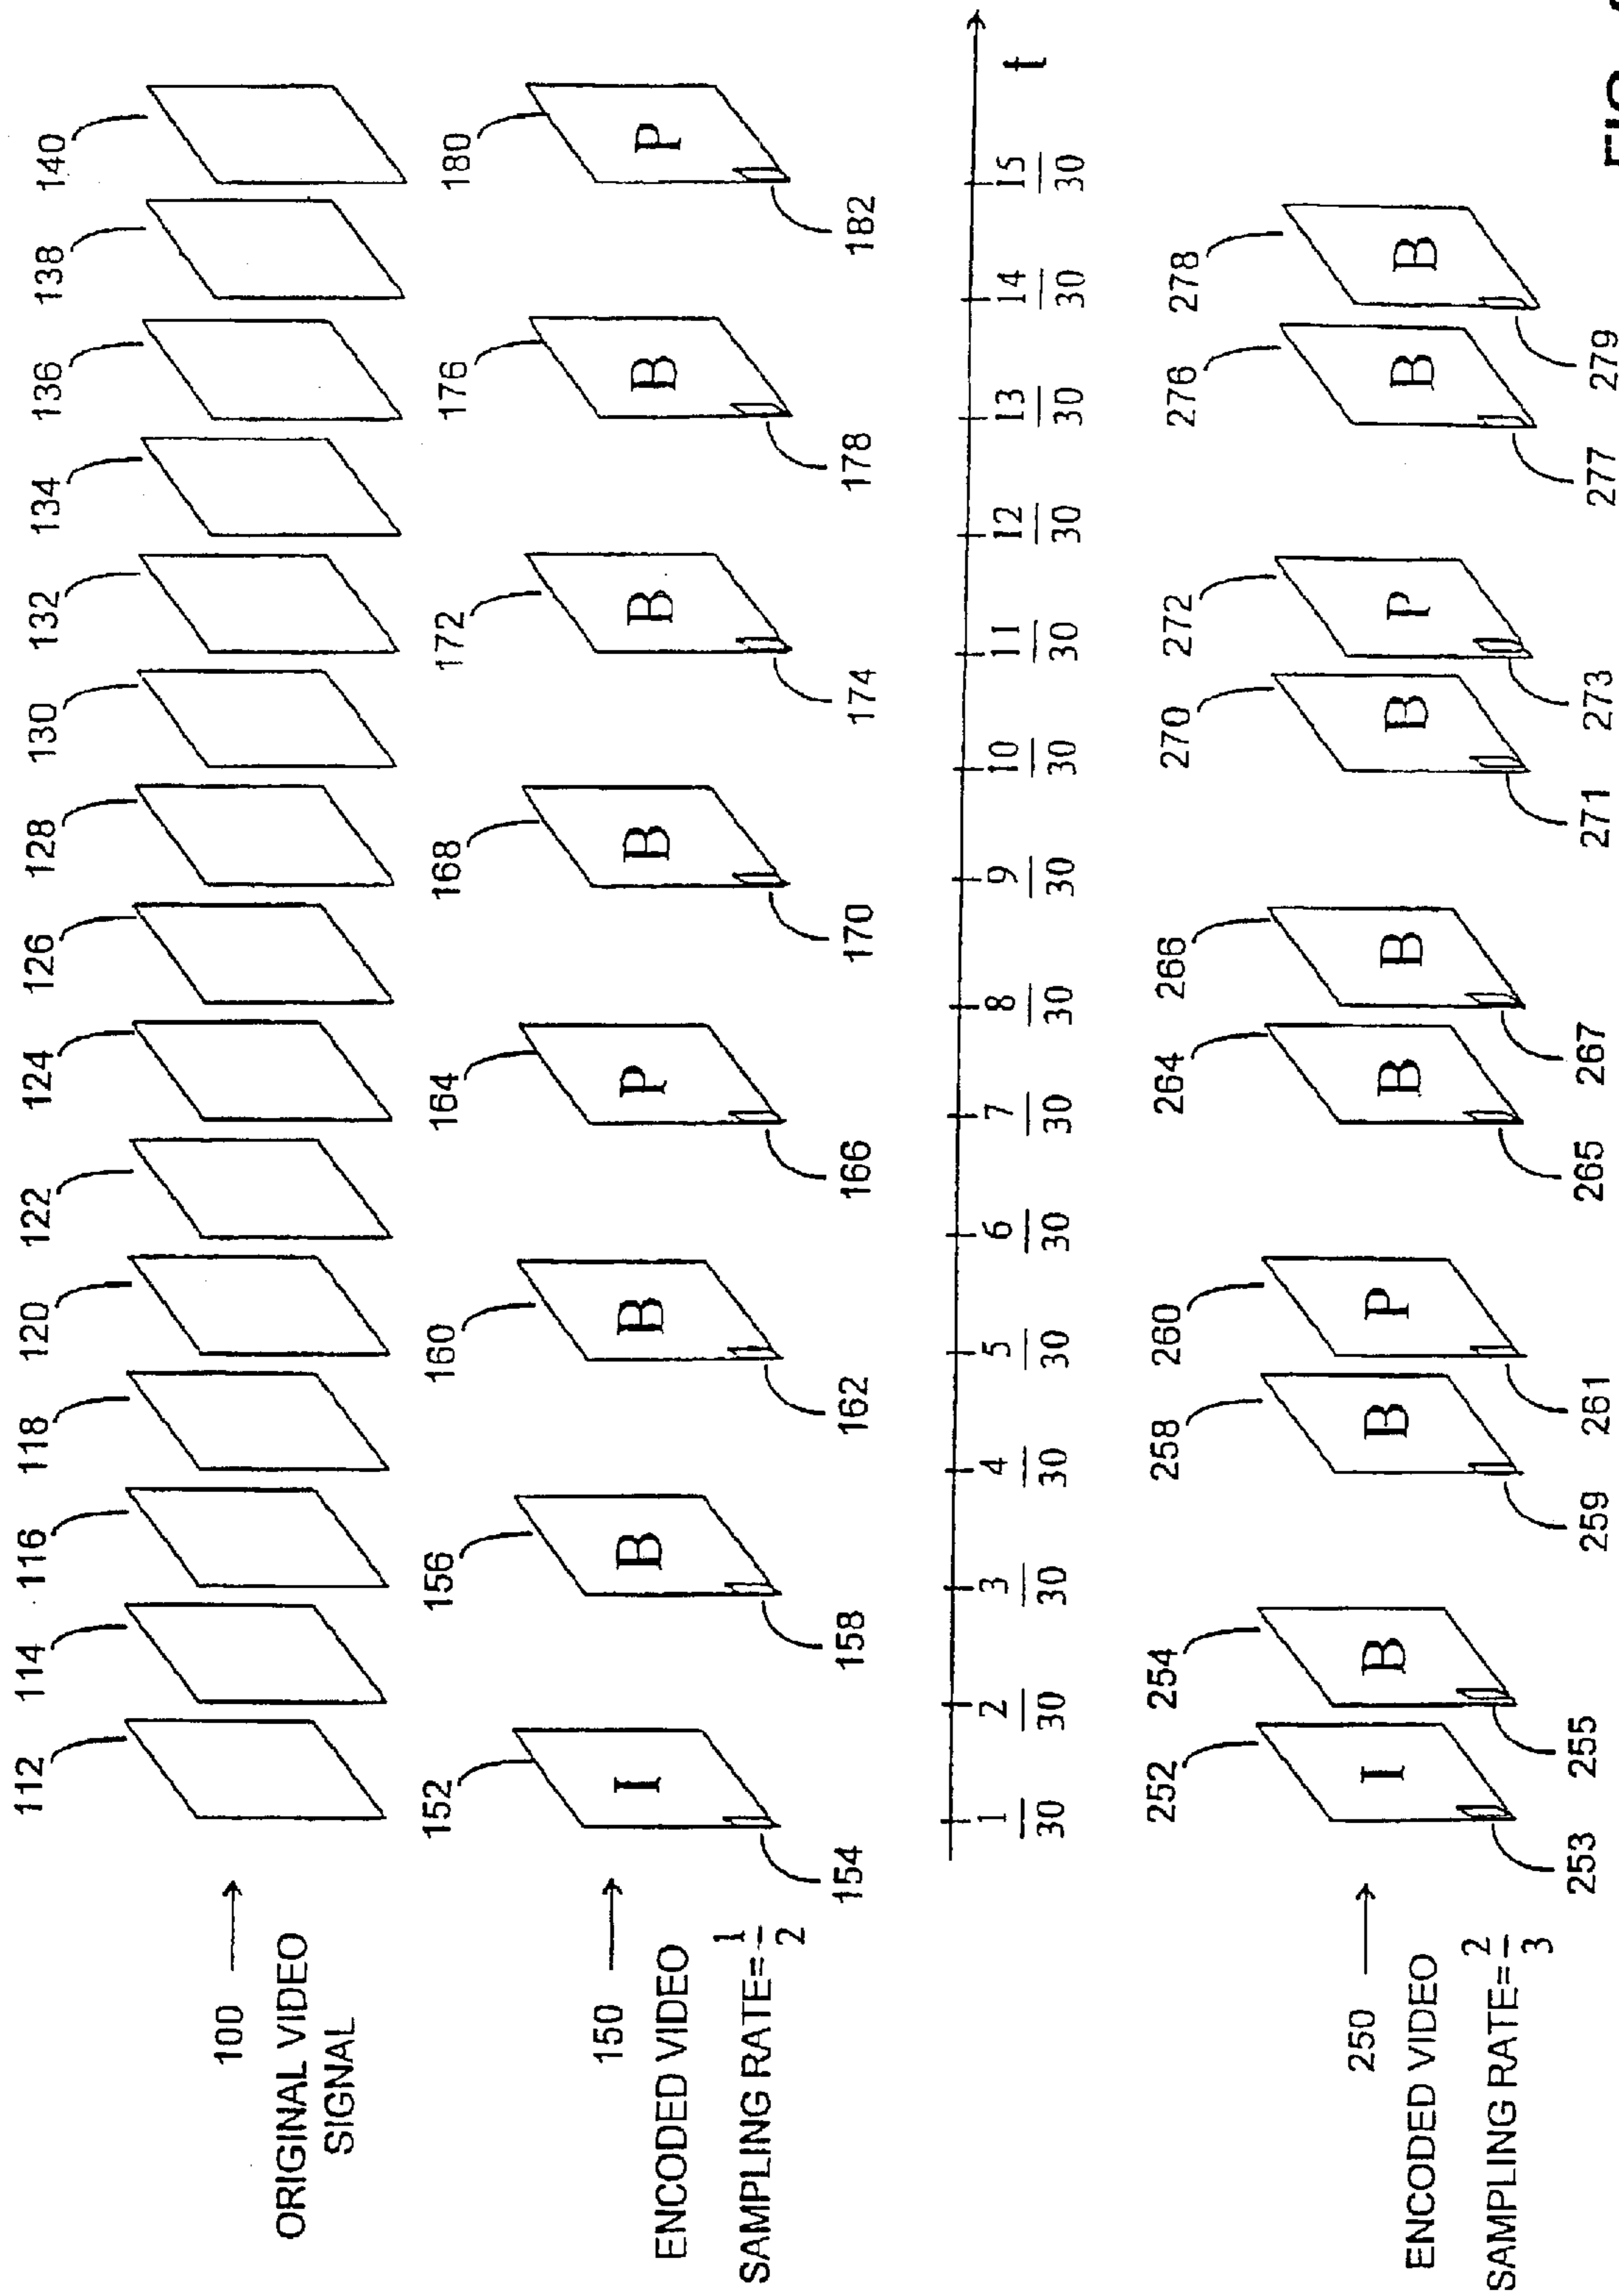 112 114 116 118 120 122 124 126 128 130 132 134 136 138 140
100
ORIGINAL VIDEO
SIGNAL
152 156 160 164 168 172 176 180
150
ENCODED VIDEO
SAMPLING RATE=1/2
I B B P B B B P
154 158 162 166 170 174 178 182
1/30 2/30 3/30 4/30 5/30 6/30 7/30 8/30 9/30 10/30 11/30 12/30 13/30 14/30 15/30 t
252 254 258 260 264 266 270 272 276 278
250
ENCODED VIDEO
SAMPLING RATE=2/3
I B B P B B B P B B
253 255 259 261 265 267 271 273 277 279
FIG.